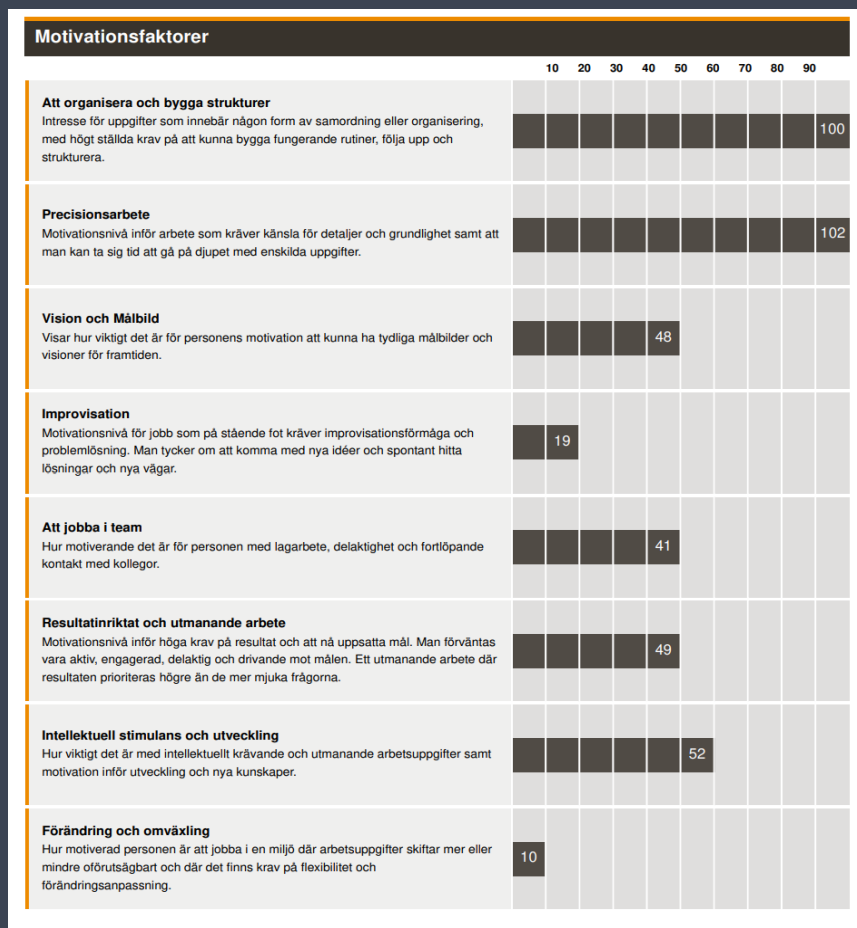 Motivationsfaktorer
10 20 30 40 50 60 70 80 90
Att organisera och bygga strukturer
Intresse för uppgifter som innebär någon form av samordning eller organisering,
med högt ställda krav på att kunna bygga fungerande rutiner, följa upp och
strukturera.
100
Precisionsarbete
Motivationsnivå inför arbete som kräver känsla för detaljer och grundlighet samt att
man kan ta sig tid att gå på djupet med enskilda uppgifter.
102
Vision och Målbild
Visar hur viktigt det är för personens motivation att kunna ha tydliga målbilder och
visioner för framtiden.
48
Improvisation
Motivationsnivå för jobb som på stående fot kräver improvisationsförmåga och
problemlösning. Man tycker om att komma med nya idéer och spontant hitta
lösningar och nya vägar.
19
Att jobba i team
Hur motiverande det är för personen med lagarbete, delaktighet och fortlöpande
kontakt med kollegor.
41
Resultatinriktat och utmanande arbete
Motivationsnivå inför höga krav på resultat och att nå uppsatta mål. Man förväntas
vara aktiv, engagerad, delaktig och drivande mot målen. Ett utmanande arbete där
resultaten prioriteras högre än de mer mjuka frågorna.
49
Intellektuell stimulans och utveckling
Hur viktigt det är med intellektuellt krävande och utmanande arbetsuppgifter samt
motivation inför utveckling och nya kunskaper.
52
Förändring och omväxling
Hur motiverad personen är att jobba i en miljö där arbetsuppgifter skiftar mer eller
mindre oförutsägbart och där det finns krav på flexibilitet och
förändringsanpassning.
10